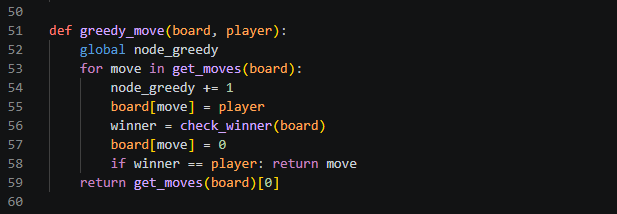 50
51 def greedy_move(board, player):
52     global node_greedy
53     for move in get_moves(board):
54         node_greedy += 1
55         board[move] = player
56         winner = check_winner(board)
57         board[move] = 0
58         if winner == player: return move
59     return get_moves(board)[0]
60